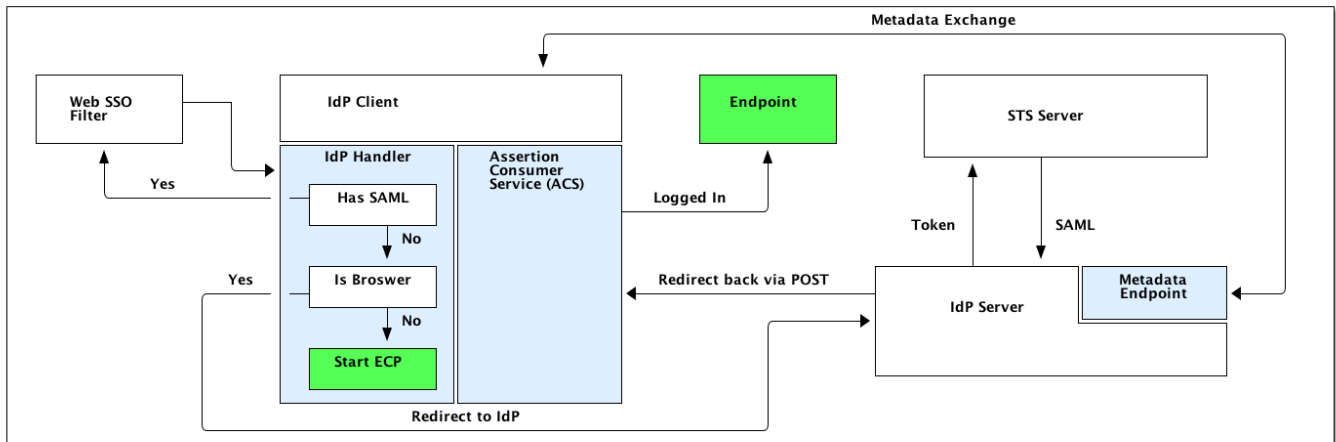 Metadata Exchange
Web SSO
Filter
IdP Client
Endpoint
STS Server
IdP Handler
Assertion
Consumer
Service (ACS)
Yes
Has SAML
Logged In
No
Token
SAML
Yes
Is Broswer
Redirect back via POST
Metadata
Endpoint
IdP Server
No
Start ECP
Redirect to IdP